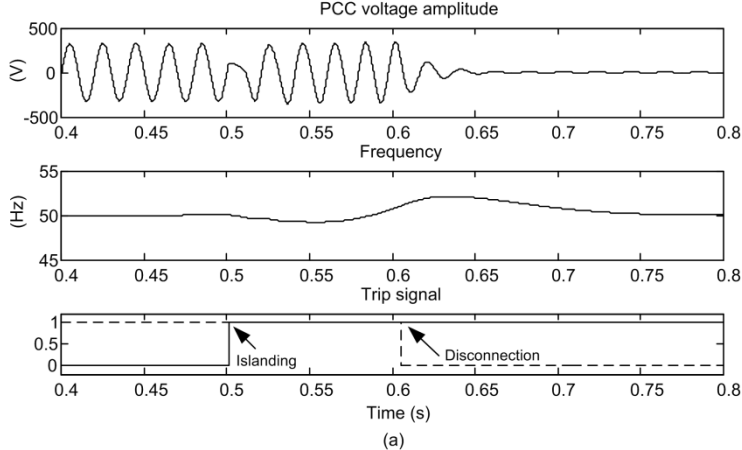 PCC voltage amplitude
500
0
-500
(V)
0.4 0.45 0.5 0.55 0.6 0.65 0.7 0.75 0.8
Frequency
55
50
45
(Hz)
0.4 0.45 0.5 0.55 0.6 0.65 0.7 0.75 0.8
Trip signal
1
0.5
0
Islanding
Disconnection
0.4 0.45 0.5 0.55 0.6 0.65 0.7 0.75 0.8
Time (s)
(a)